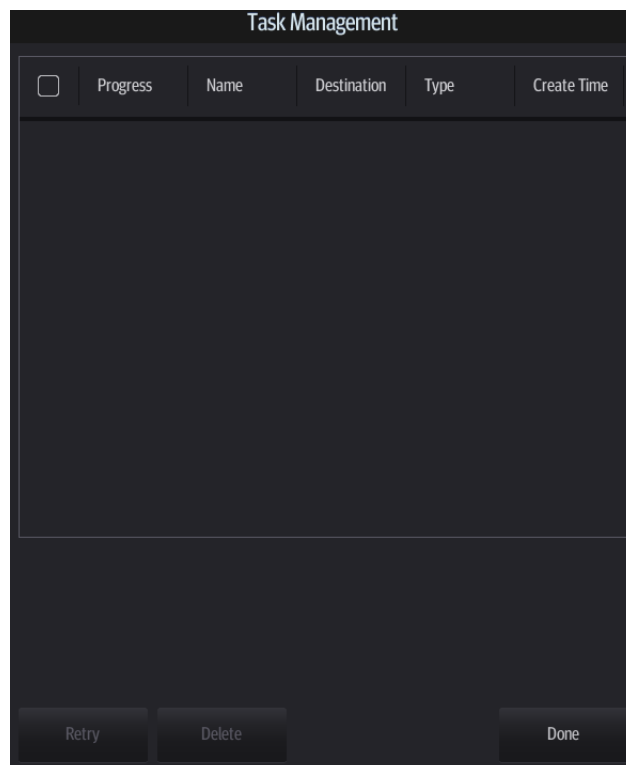 Task Management
Progress Name Destination Type Create Time
Retry Delete Done